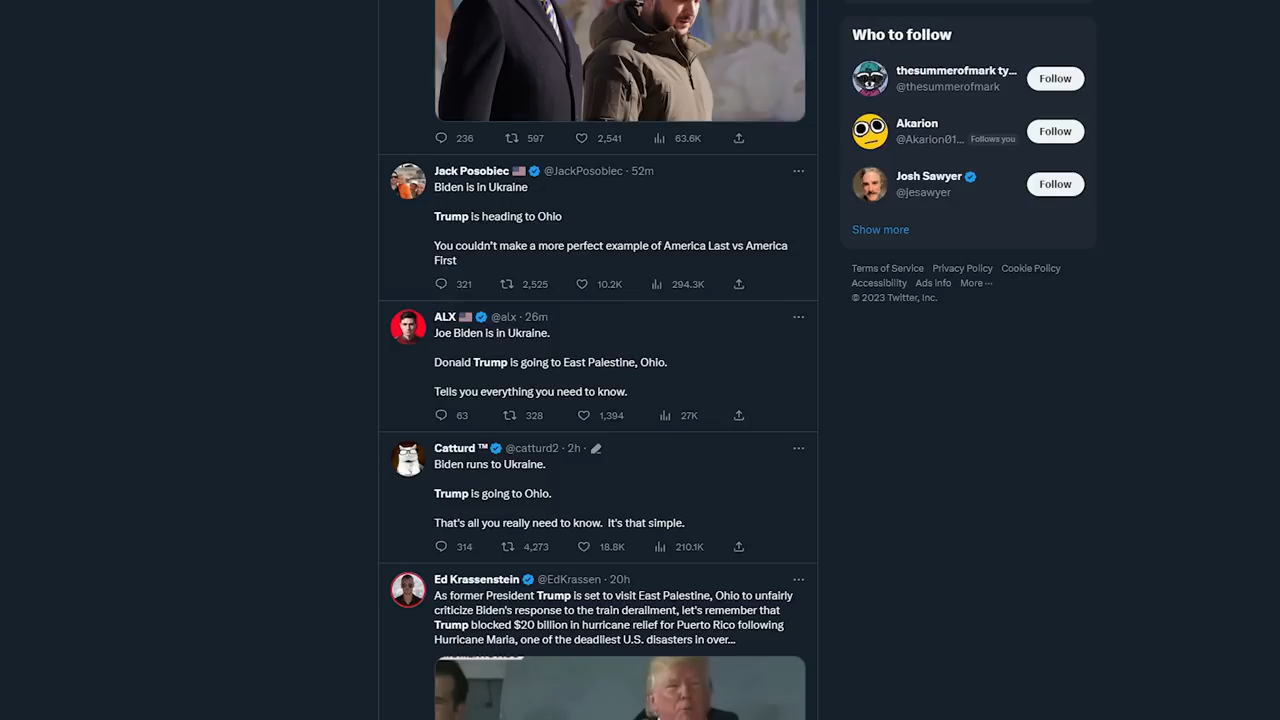 236 597 2,541 63.6K
Jack Posobiec @JackPosobiec · 52m
Biden is in Ukraine
Trump is heading to Ohio
You couldn't make a more perfect example of America Last vs America
First
321 2,525 10.2K 294.3K
ALX @alx · 26m
Joe Biden is in Ukraine.
Donald Trump is going to East Palestine, Ohio.
Tells you everything you need to know.
63 328 1,394 27K
Catturd ™ @catturd2 · 2h ·
Biden runs to Ukraine.
Trump is going to Ohio.
That's all you really need to know. It's that simple.
314 4,273 18.8K 210.1K
Ed Krassenstein @EdKrassen · 20h
As former President Trump is set to visit East Palestine, Ohio to unfairly
criticize Biden's response to the train derailment, let's remember that
Trump blocked $20 billion in hurricane relief for Puerto Rico following
Hurricane Maria, one of the deadliest U.S. disasters in over...
Who to follow
thesummerofmark ty...
@thesummerofmark
Follow
Akarion
@Akarion01... Follows you
Follow
Josh Sawyer
@jesawyer
Follow
Show more
Terms of Service Privacy Policy Cookie Policy
Accessibility Ads info More ···
© 2023 Twitter, Inc.